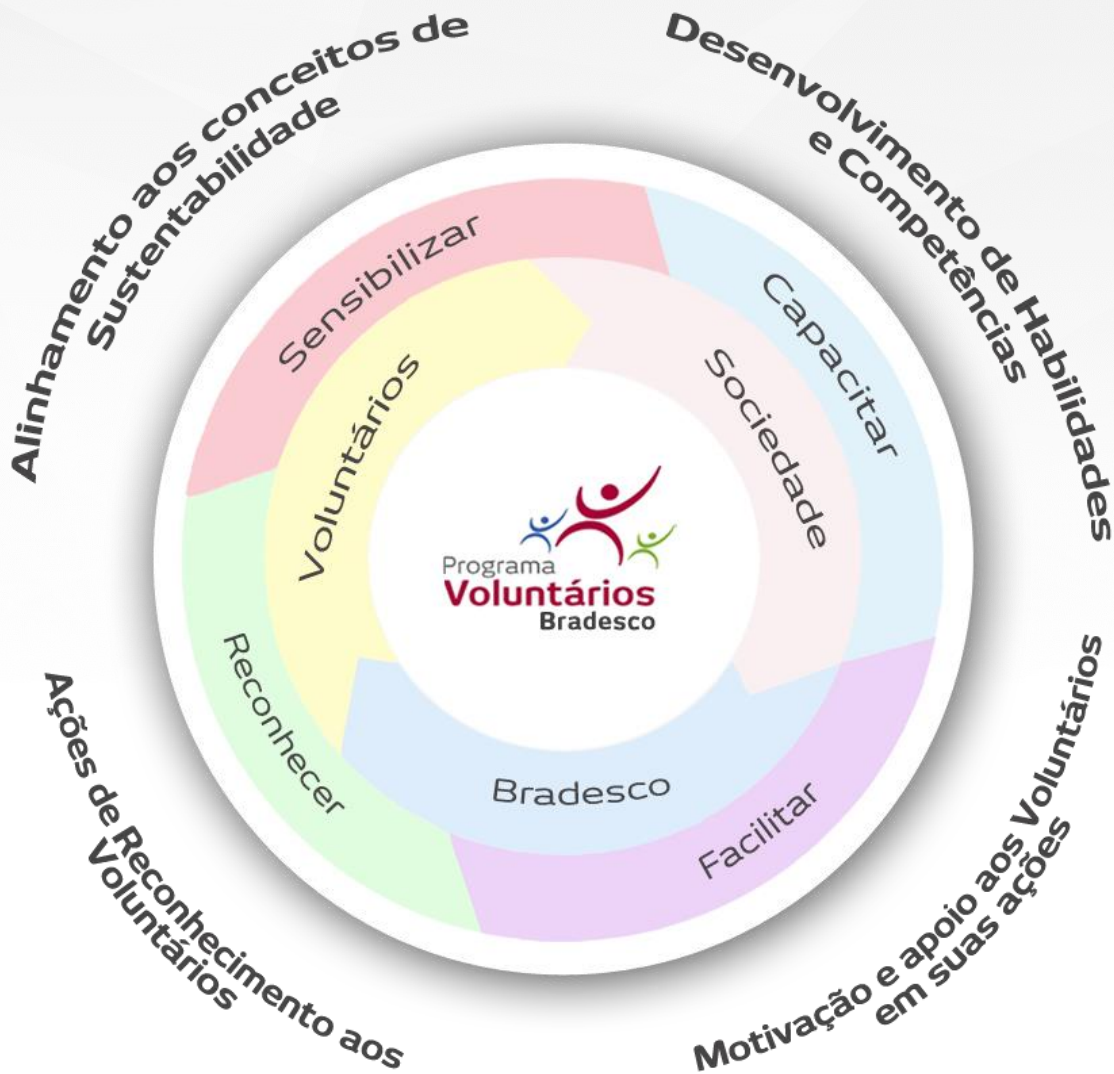 Alinhamento aos conceitos de
Sustentabilidade
Desenvolvimento de Habilidades
e Competências
Sensibilizar
Capacitar
Voluntários
Sociedade
Programa
Voluntários
Bradesco
Reconhecer
Bradesco
Facilitar
Ações de Reconhecimento aos
Voluntários
Motivação e apoio aos Voluntários
em suas ações